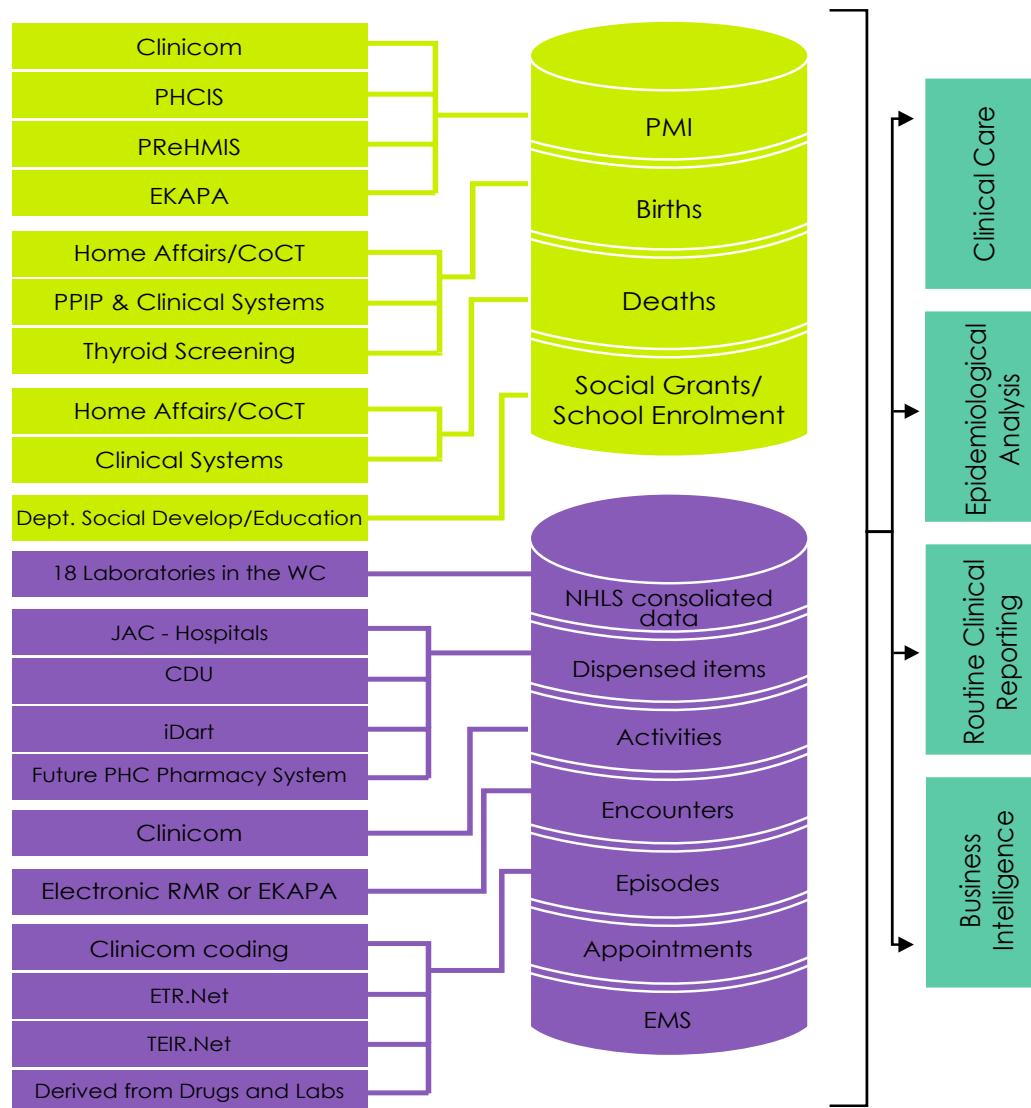 Clinicom
PHCIS
PReHMIS
EKAPA
Home Affairs/CoCT
PPIP & Clinical Systems
Thyroid Screening
Home Affairs/CoCT
Clinical Systems
Dept. Social Develop/Education
18 Laboratories in the WC
JAC - Hospitals
CDU
iDart
Future PHC Pharmacy System
Clinicom
Electronic RMR or EKAPA
Clinicom coding
ETR.Net
TEIR.Net
Derived from Drugs and Labs
PMI
Births
Deaths
Social Grants/
School Enrolment
NHLS consoliated
data
Dispensed items
Activities
Encounters
Episodes
Appointments
EMS
Clinical Care
Epidemiological
Analysis
Routine Clinical
Reporting
Business
Intelligence